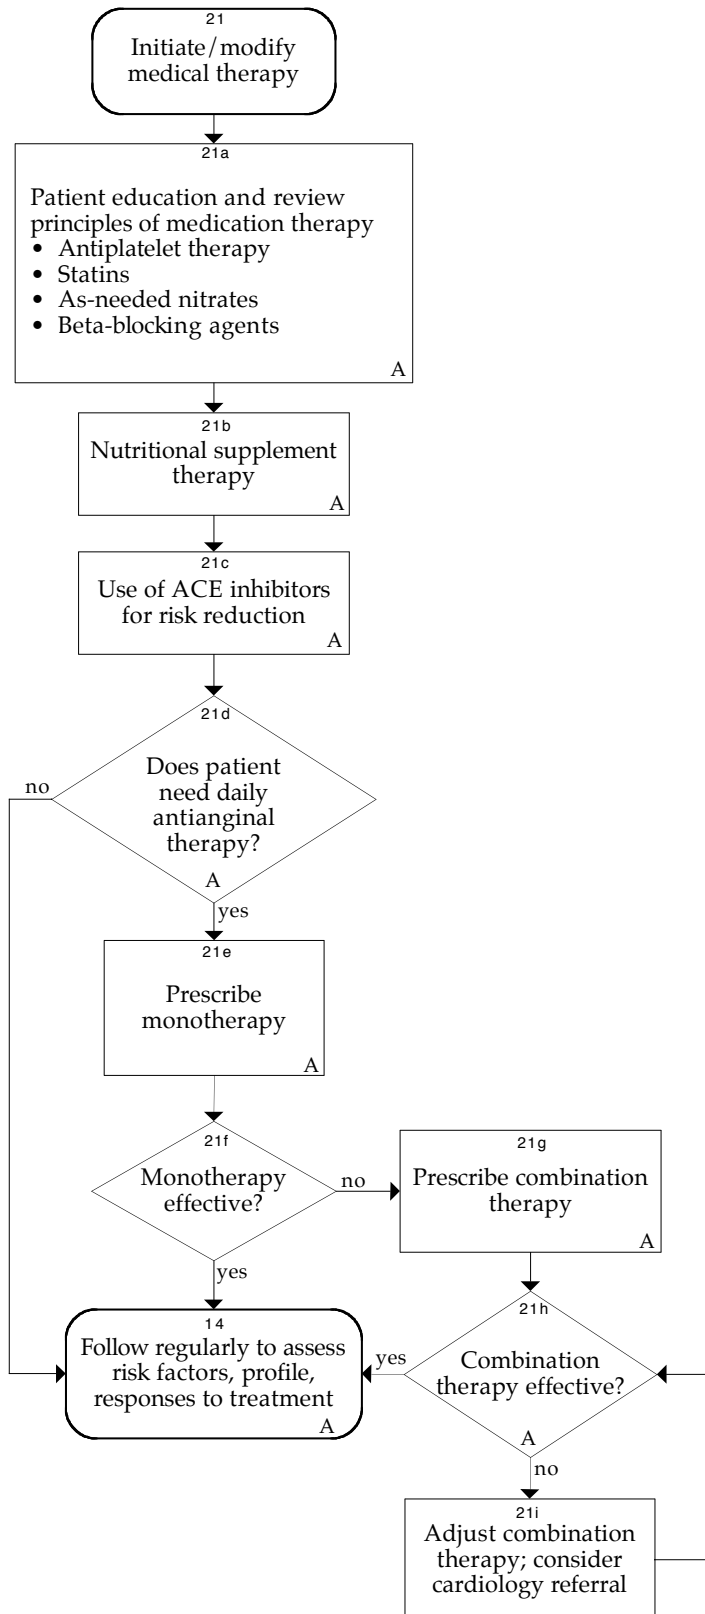 21
Initiate/modify
medical therapy
21a
Patient education and review
principles of medication therapy
• Antiplatelet therapy
• Statins
• As-needed nitrates
• Beta-blocking agents
A
21b
Nutritional supplement
therapy
A
21c
Use of ACE inhibitors
for risk reduction
A
21d
Does patient
need daily
antianginal
therapy?
A
no
yes
21e
Prescribe
monotherapy
A
21f
Monotherapy
effective?
no
yes
21g
Prescribe combination
therapy
A
21h
Combination
therapy effective?
A
yes
no
14
Follow regularly to assess
risk factors, profile,
responses to treatment
A
21i
Adjust combination
therapy; consider
cardiology referral